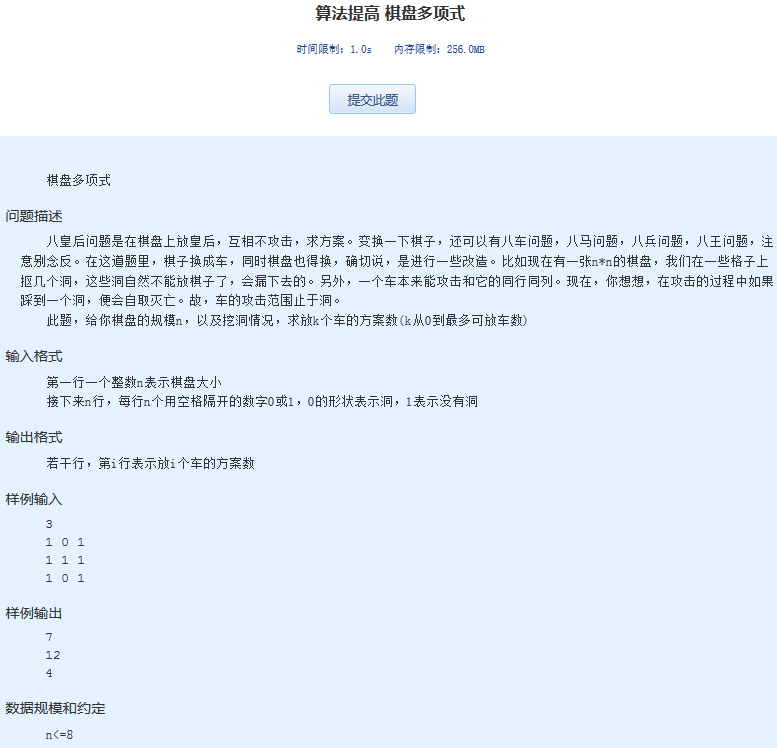 算法提高 棋盘多项式
时间限制：1.0s 内存限制：256.0MB
提交此题
棋盘多项式
问题描述
八皇后问题是在棋盘上放皇后，互相不攻击，求方案。变换一下棋子，还可以有八车问题，八马问题，八兵问题，八王问题，注
意别念反。在这道题里，棋子换成车，同时棋盘也得换，确切说，是进行一些改造。比如现在有一张n*n的棋盘，我们在一些格子上
抠几个洞，这些洞自然不能放棋子了，会漏下去的。另外，一个车本来能攻击和它的同行同列。现在，你想想，在攻击的过程中如果
踩到一个洞，便会自取灭亡。故，车的攻击范围止于洞。
此题，给你棋盘的规模n，以及挖洞情况，求放k个车的方案数(k从0到最多可放车数)
输入格式
第一行一个整数n表示棋盘大小
接下来n行，每行n个用空格隔开的数字0或1，0的形状表示洞，1表示没有洞
输出格式
若干行，第i行表示放i个车的方案数
样例输入
3
1 0 1
1 1 1
1 0 1
样例输出
7
12
4
数据规模和约定
n<=8